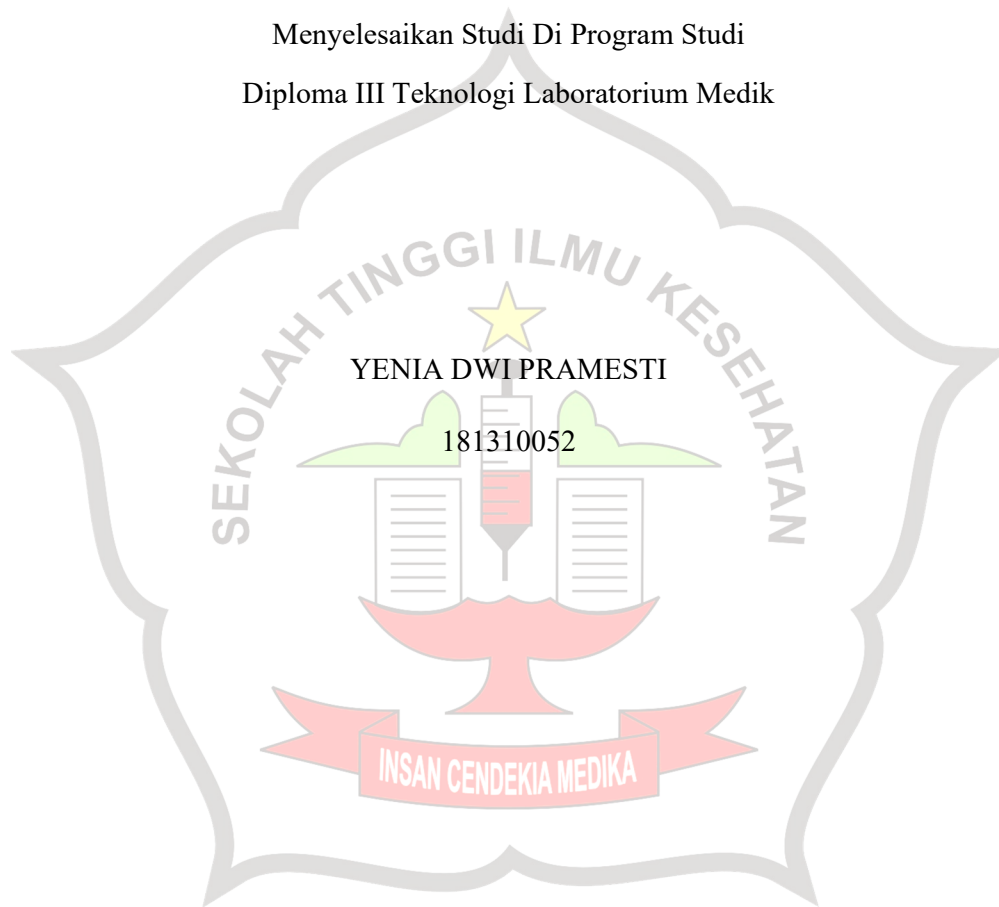 Menyelesaikan Studi Di Program Studi
Diploma III Teknologi Laboratorium Medik
SEKOLAH TINGGI ILMU KESEHATAN
YENIA DWI PRAMESTI
181310052
INSAN CENDEKIA MEDIKA